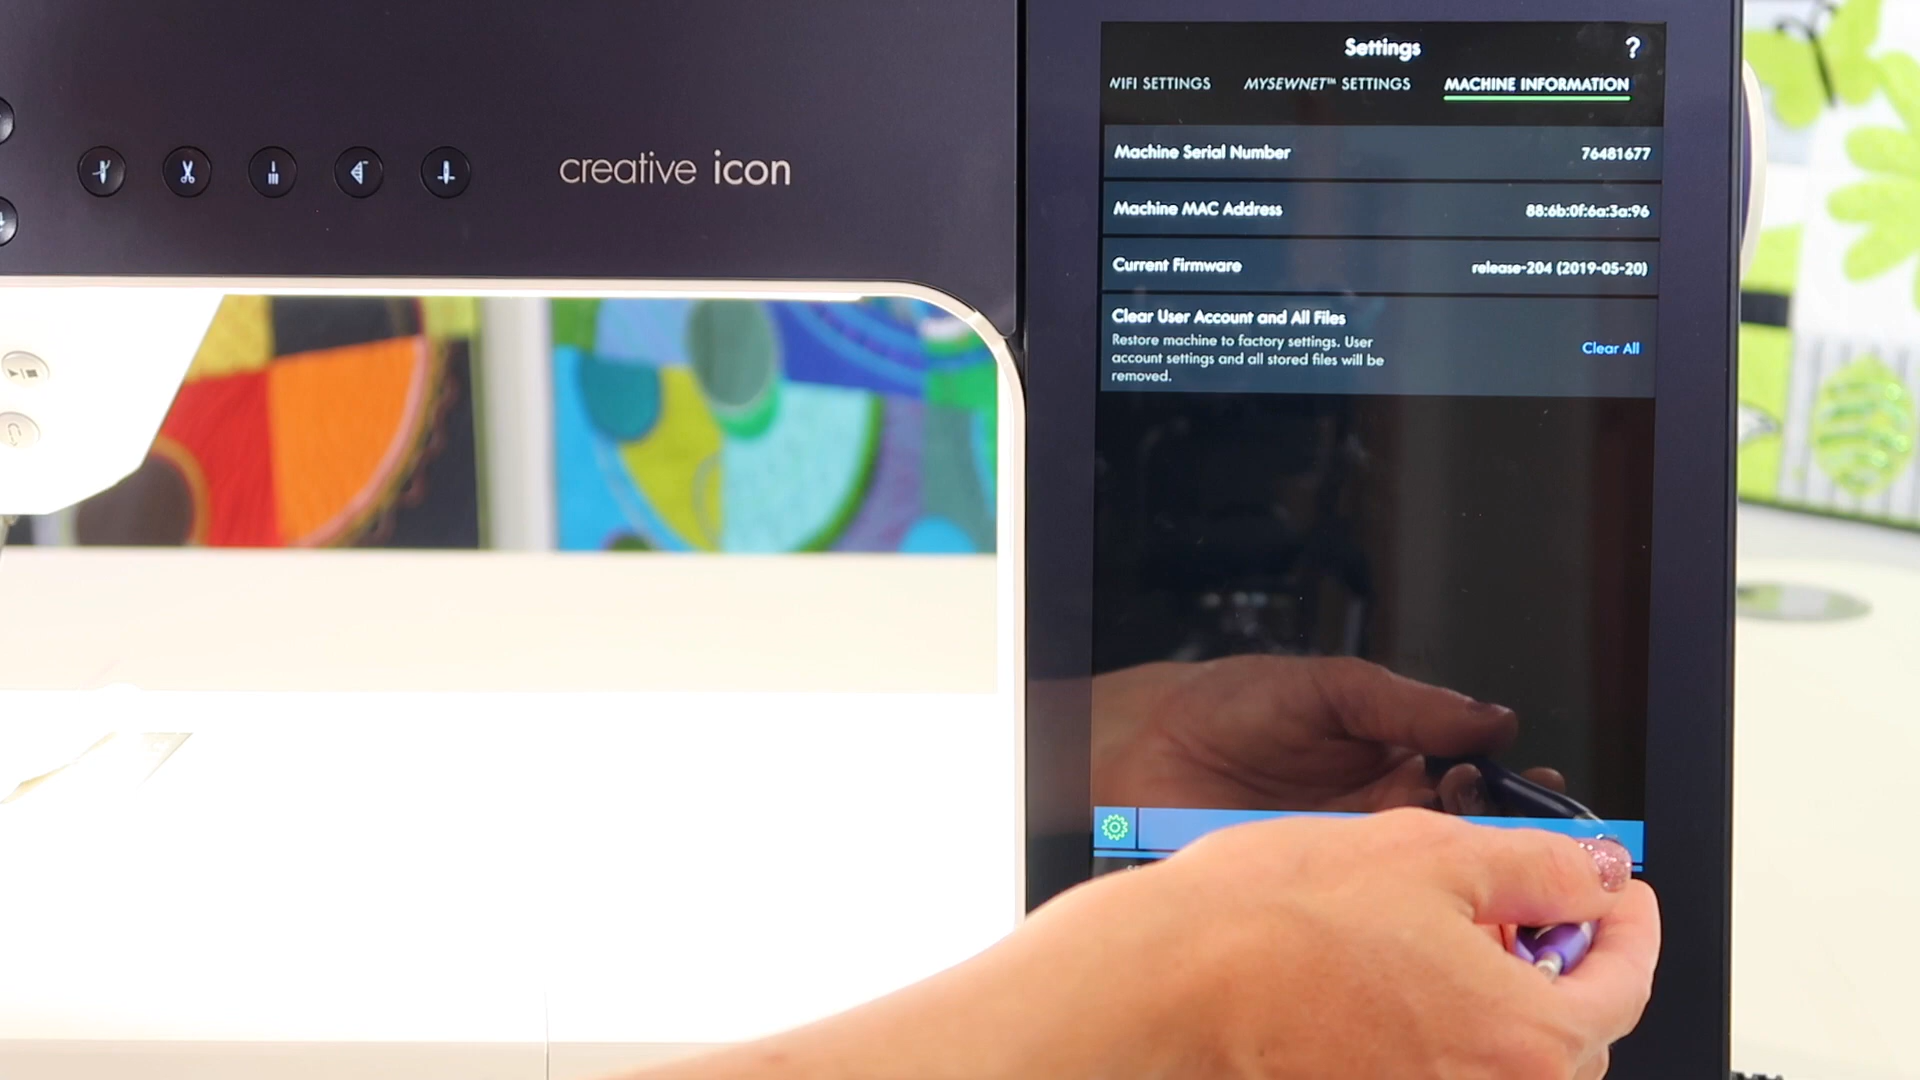 creative icon
Settings
?
WIFI SETTINGS MYSEWNET™ SETTINGS MACHINE INFORMATION
Machine Serial Number 76481677
Machine MAC Address 88:6b:0f:6a:3a:96
Current Firmware release-204 (2019-05-20)
Clear User Account and All Files
Restore machine to factory settings. User
account settings and all stored files will be
removed.
Clear All